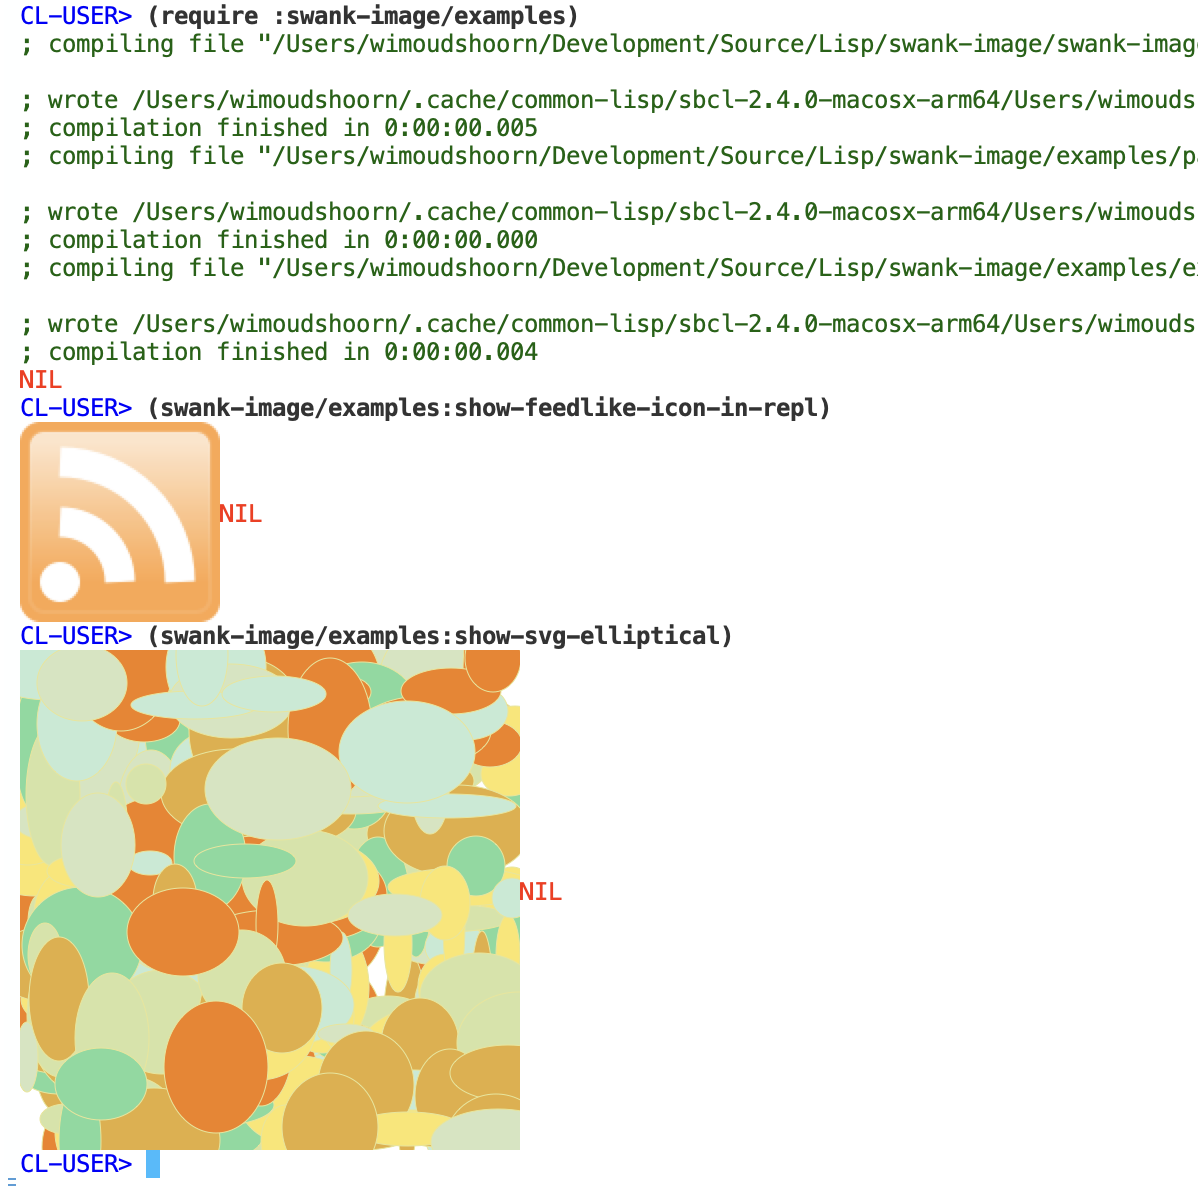 CL-USER> (require :swank-image/examples)
; compiling file "/Users/wimoudshoorn/Development/Source/Lisp/swank-image/swank-imag
; wrote /Users/wimoudshoorn/.cache/common-lisp/sbcl-2.4.0-macosx-arm64/Users/wimouds
; compilation finished in 0:00:00.005
; compiling file "/Users/wimoudshoorn/Development/Source/Lisp/swank-image/examples/pa
; wrote /Users/wimoudshoorn/.cache/common-lisp/sbcl-2.4.0-macosx-arm64/Users/wimouds
; compilation finished in 0:00:00.000
; compiling file "/Users/wimoudshoorn/Development/Source/Lisp/swank-image/examples/ex
; wrote /Users/wimoudshoorn/.cache/common-lisp/sbcl-2.4.0-macosx-arm64/Users/wimouds
; compilation finished in 0:00:00.004
NIL
CL-USER> (swank-image/examples:show-feedlike-icon-in-repl)
NIL
CL-USER> (swank-image/examples:show-svg-elliptical)
NIL
CL-USER>